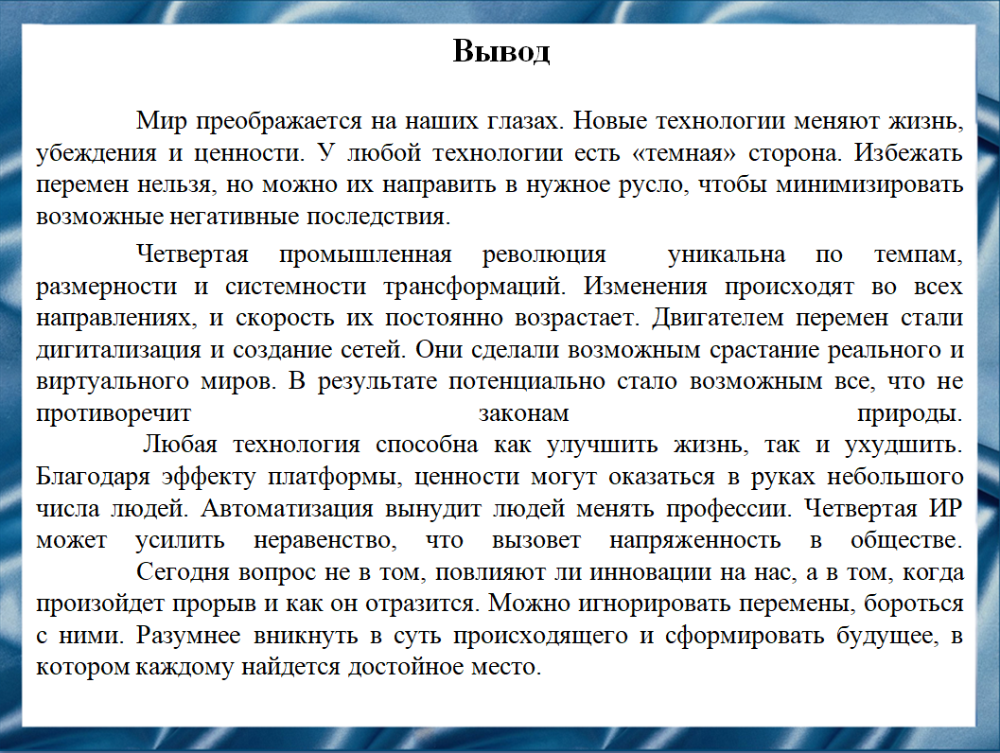 Вывод
Мир преображается на наших глазах. Новые технологии меняют жизнь,
убеждения и ценности. У любой технологии есть «темная» сторона. Избежать
перемен нельзя, но можно их направить в нужное русло, чтобы минимизировать
возможные негативные последствия.
Четвертая промышленная революция уникальна по темпам,
размерности и системности трансформаций. Изменения происходят во всех
направлениях, и скорость их постоянно возрастает. Двигателем перемен стали
дигитализация и создание сетей. Они сделали возможным срастание реального и
виртуального миров. В результате потенциально стало возможным все, что не
противоречит законам природы.
Любая технология способна как улучшить жизнь, так и ухудшить.
Благодаря эффекту платформы, ценности могут оказаться в руках небольшого
числа людей. Автоматизация вынудит людей менять профессии. Четвертая ИР
может усилить неравенство, что вызовет напряженность в обществе.
Сегодня вопрос не в том, повлияют ли инновации на нас, а в том, когда
произойдет прорыв и как он отразится. Можно игнорировать перемены, бороться
с ними. Разумнее вникнуть в суть происходящего и сформировать будущее, в
котором каждому найдется достойное место.